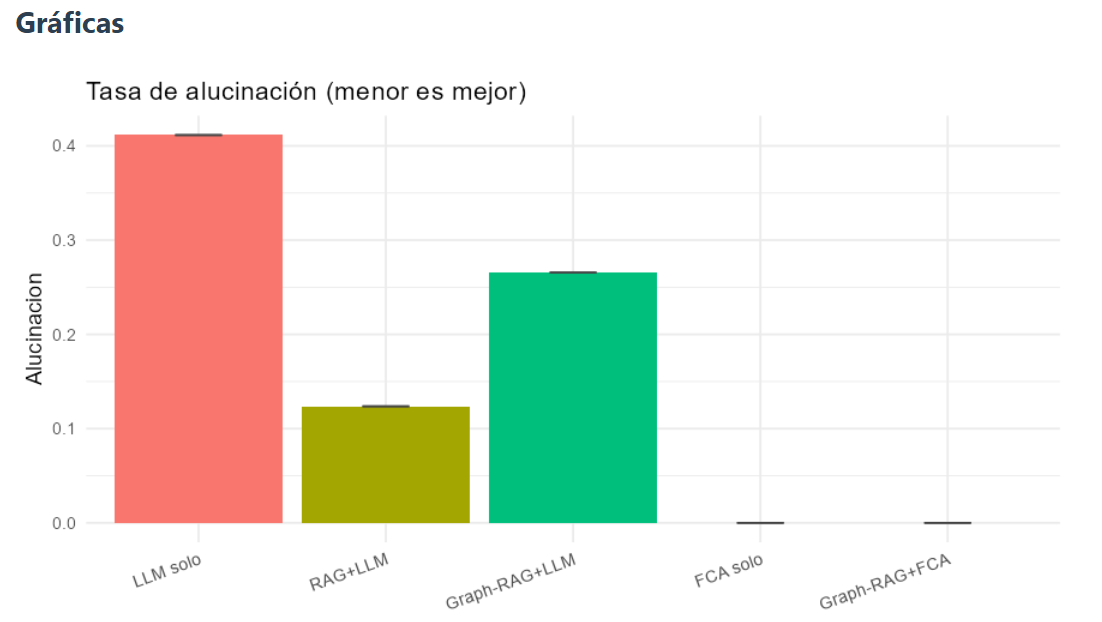 Gráficas
Tasa de alucinación (menor es mejor)
0.4
0.3
0.2
0.1
0.0
Alucinacion
LLM solo
RAG+LLM
Graph-RAG+LLM
FCA solo
Graph-RAG+FCA